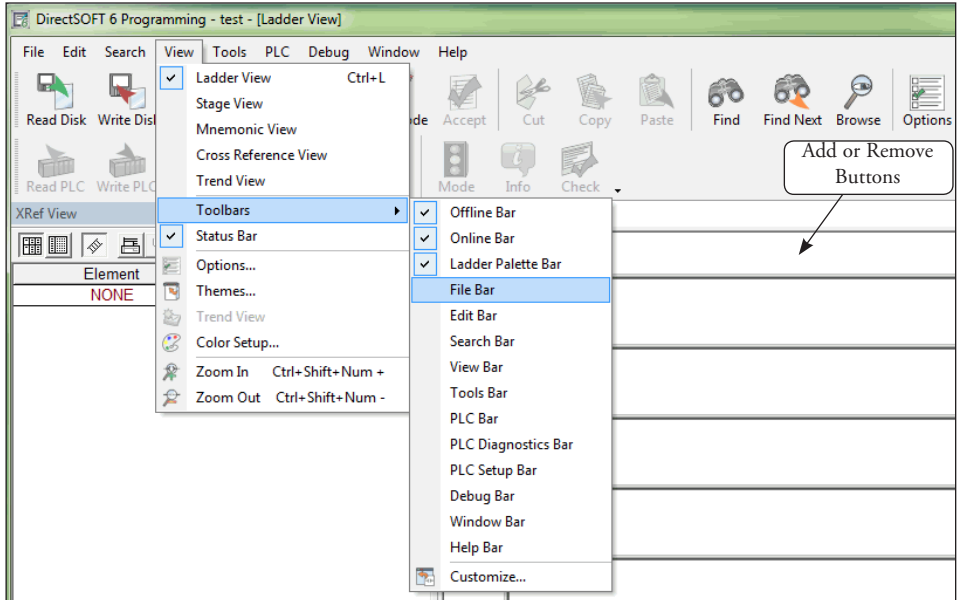 DirectSOFT 6 Programming - test - [Ladder View]
File Edit Search View Tools PLC Debug Window Help
Read Disk Write Dis
de Accept Cut Copy Paste Find Find Next Browse Options
Read PLC Write PLC
Mode Info Check
Add or Remove
Buttons
XRef View
Element
NONE
Ladder View Ctrl+L
Stage View
Mnemonic View
Cross Reference View
Trend View
Toolbars
Status Bar
Options...
Themes...
Trend View
Color Setup...
Zoom In Ctrl+Shift+Num +
Zoom Out Ctrl+Shift+Num -
Offline Bar
Online Bar
Ladder Palette Bar
File Bar
Edit Bar
Search Bar
View Bar
Tools Bar
PLC Bar
PLC Diagnostics Bar
PLC Setup Bar
Debug Bar
Window Bar
Help Bar
Customize...